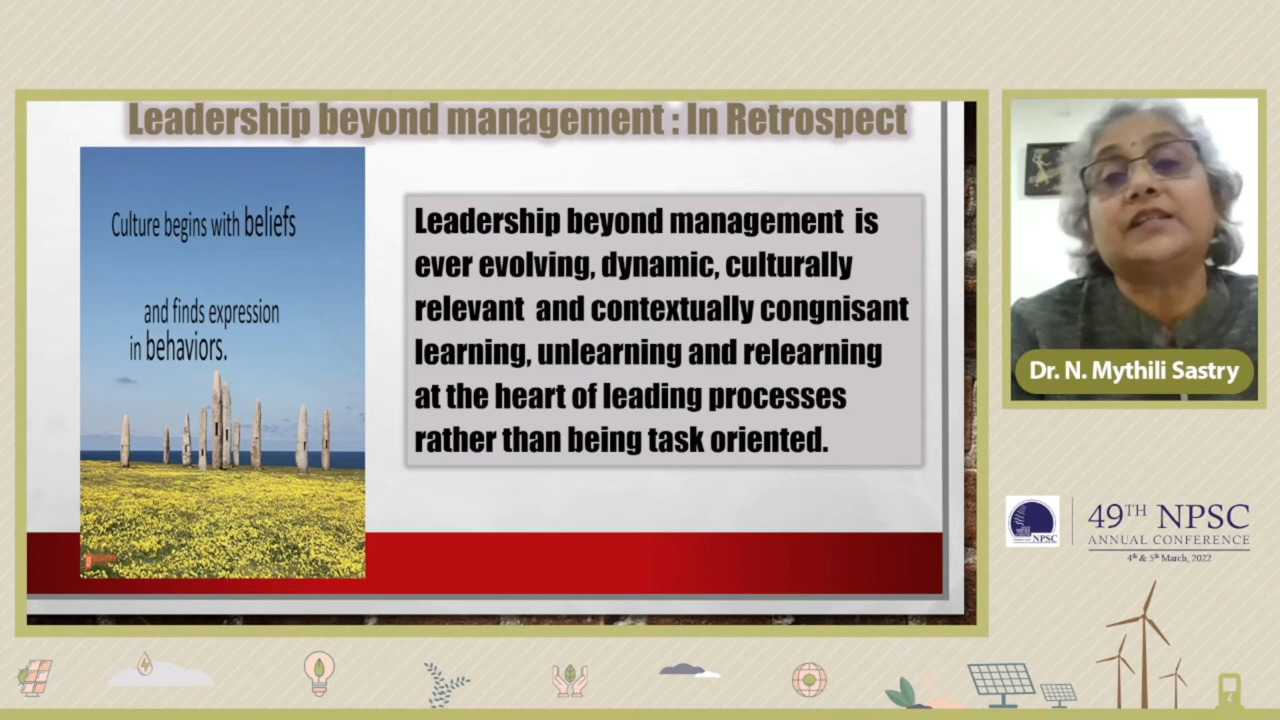 Leadership beyond management : In Retrospect
Culture begins with beliefs
and finds expression
in behaviors.
Leadership beyond management is
ever evolving, dynamic, culturally
relevant and contextually congnisant
learning, unlearning and relearning
at the heart of leading processes
rather than being task oriented.
Dr. N. Mythili Sastry
NPSC
49TH NPSC
ANNUAL CONFERENCE
4th & 5th March, 2022